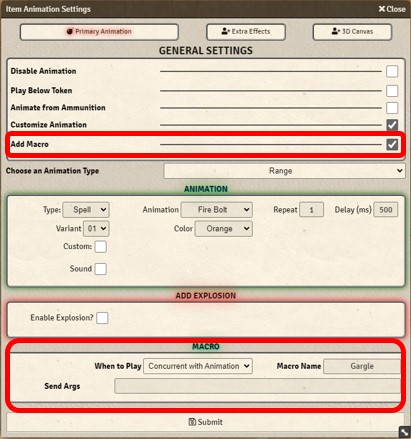 Item Animation Settings Close
Primary Animation Extra Effects 3D Canvas
GENERAL SETTINGS
Disable Animation
Play Below Token
Animate from Ammunition
Customize Animation
Add Macro
Choose an Animation Type Range
ANIMATION
Type: Spell Animation Fire Bolt Repeat 1 Delay (ms) 500
Variant 01 Color Orange
Custom:
Sound
ADD EXPLOSION
Enable Explosion?
MACRO
When to Play Concurrent with Animation Macro Name Gargle
Send Args
Submit